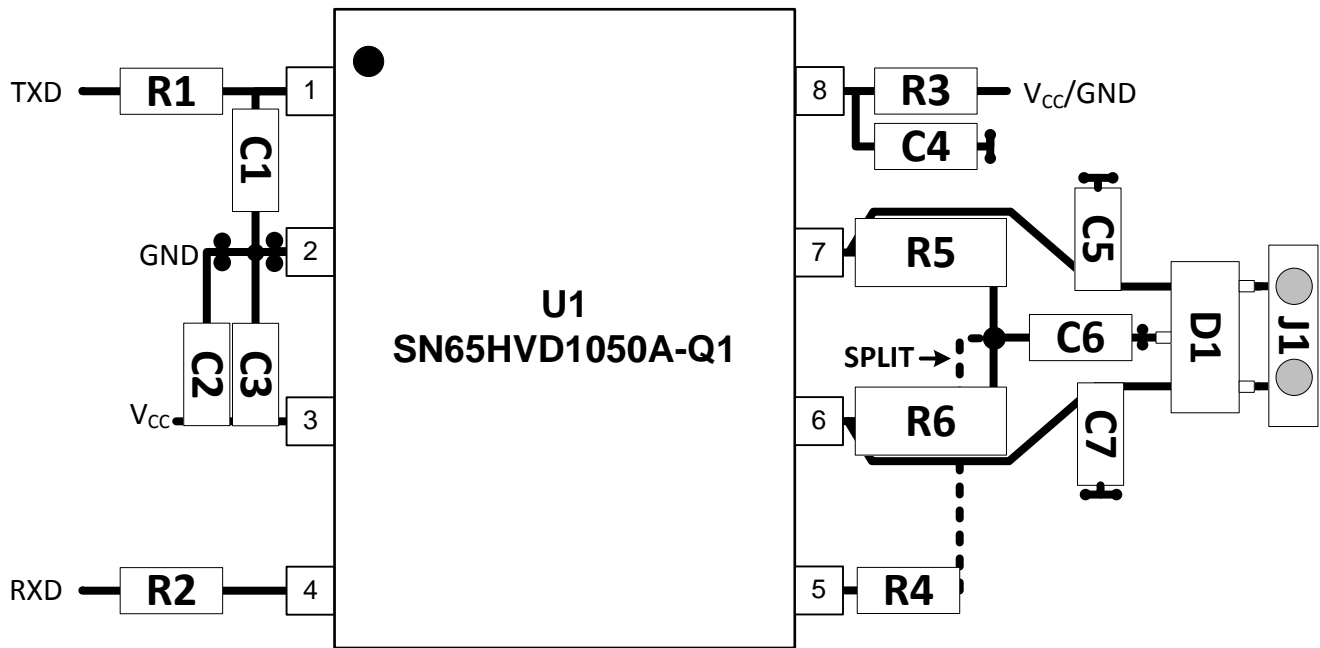 TXD
R1
1
C1
GND
2
C2
C3
VCC
3
RXD
R2
4
U1
SN65HVD1050A-Q1
8
R3
VCC/GND
C4
7
R5
C5
SPLIT
C6
D1
J1
6
R6
C7
5
R4